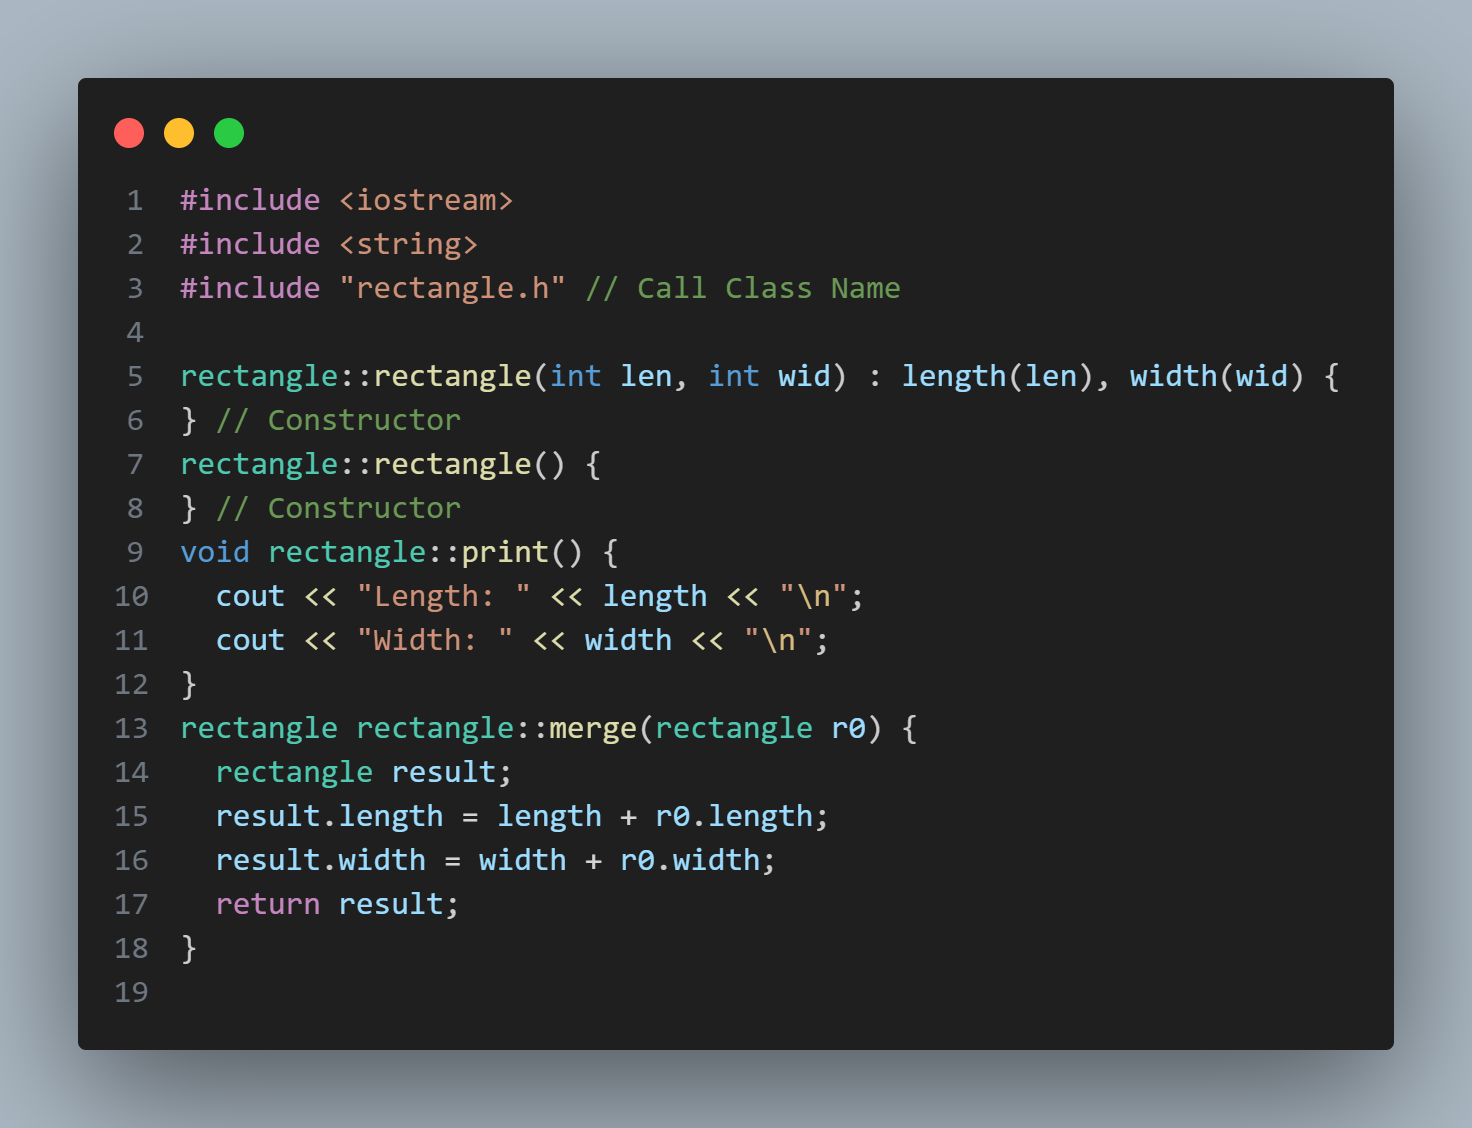 1 #include <iostream>
2 #include <string>
3 #include "rectangle.h" // Call Class Name
4
5 rectangle::rectangle(int len, int wid) : length(len), width(wid) {
6 } // Constructor
7 rectangle::rectangle() {
8 } // Constructor
9 void rectangle::print() {
10   cout << "Length: " << length << "\n";
11   cout << "Width: " << width << "\n";
12 }
13 rectangle rectangle::merge(rectangle r0) {
14   rectangle result;
15   result.length = length + r0.length;
16   result.width = width + r0.width;
17   return result;
18 }
19